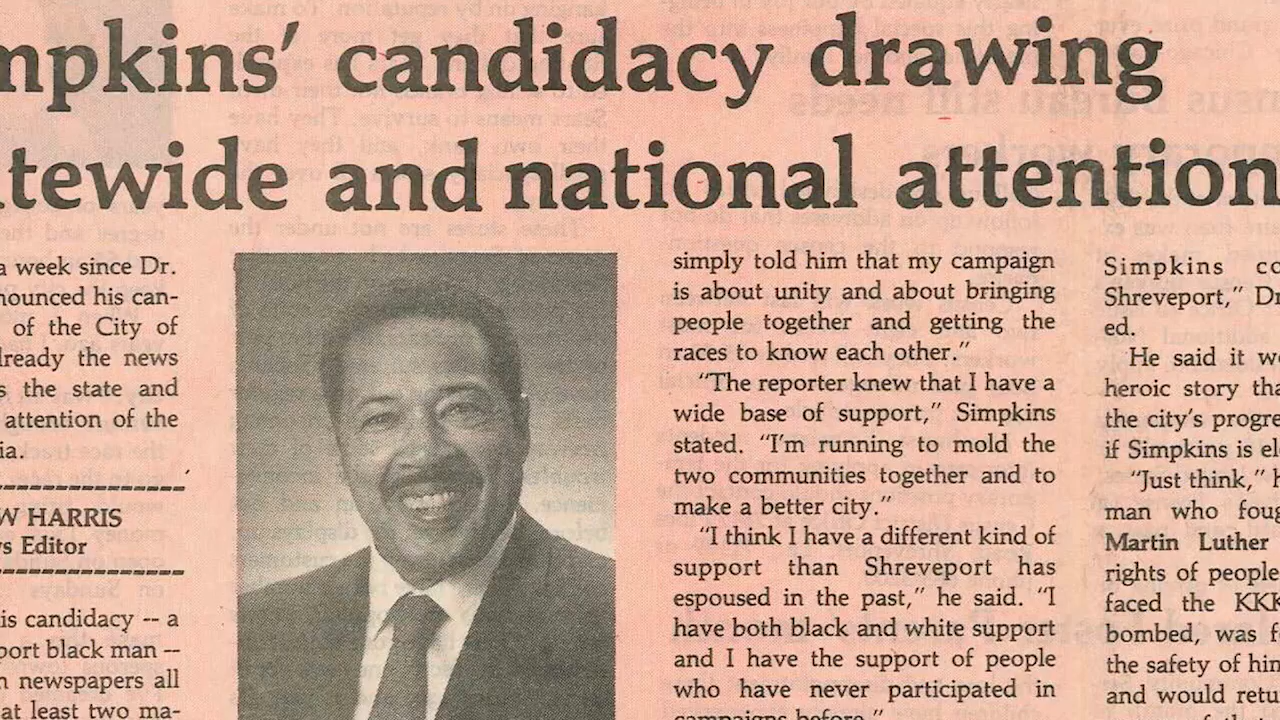 mpkins' candidacy drawing
tewide and national attention
a week since Dr.
nounced his can-
of the City of
lready the news
s the state and
attention of the
ia.
W HARRIS
s Editor
is candidacy -- a
port black man --
n newspapers all
at least two ma-
simply told him that my campaign
is about unity and about bringing
people together and getting the
races to know each other."
"The reporter knew that I have a
wide base of support," Simpkins
stated. "I'm running to mold the
two communities together and to
make a better city."
"I think I have a different kind of
support than Shreveport has
espoused in the past," he said. "I
have both black and white support
and I have the support of people
who have never participated in
campaigns before."
Simpkins co
Shreveport," D
ed.
He said it w
heroic story tha
the city's progre
if Simpkins is el
"Just think," h
man who foug
Martin Luther
rights of people
faced the KKK
bombed, was f
the safety of hi
and would retu